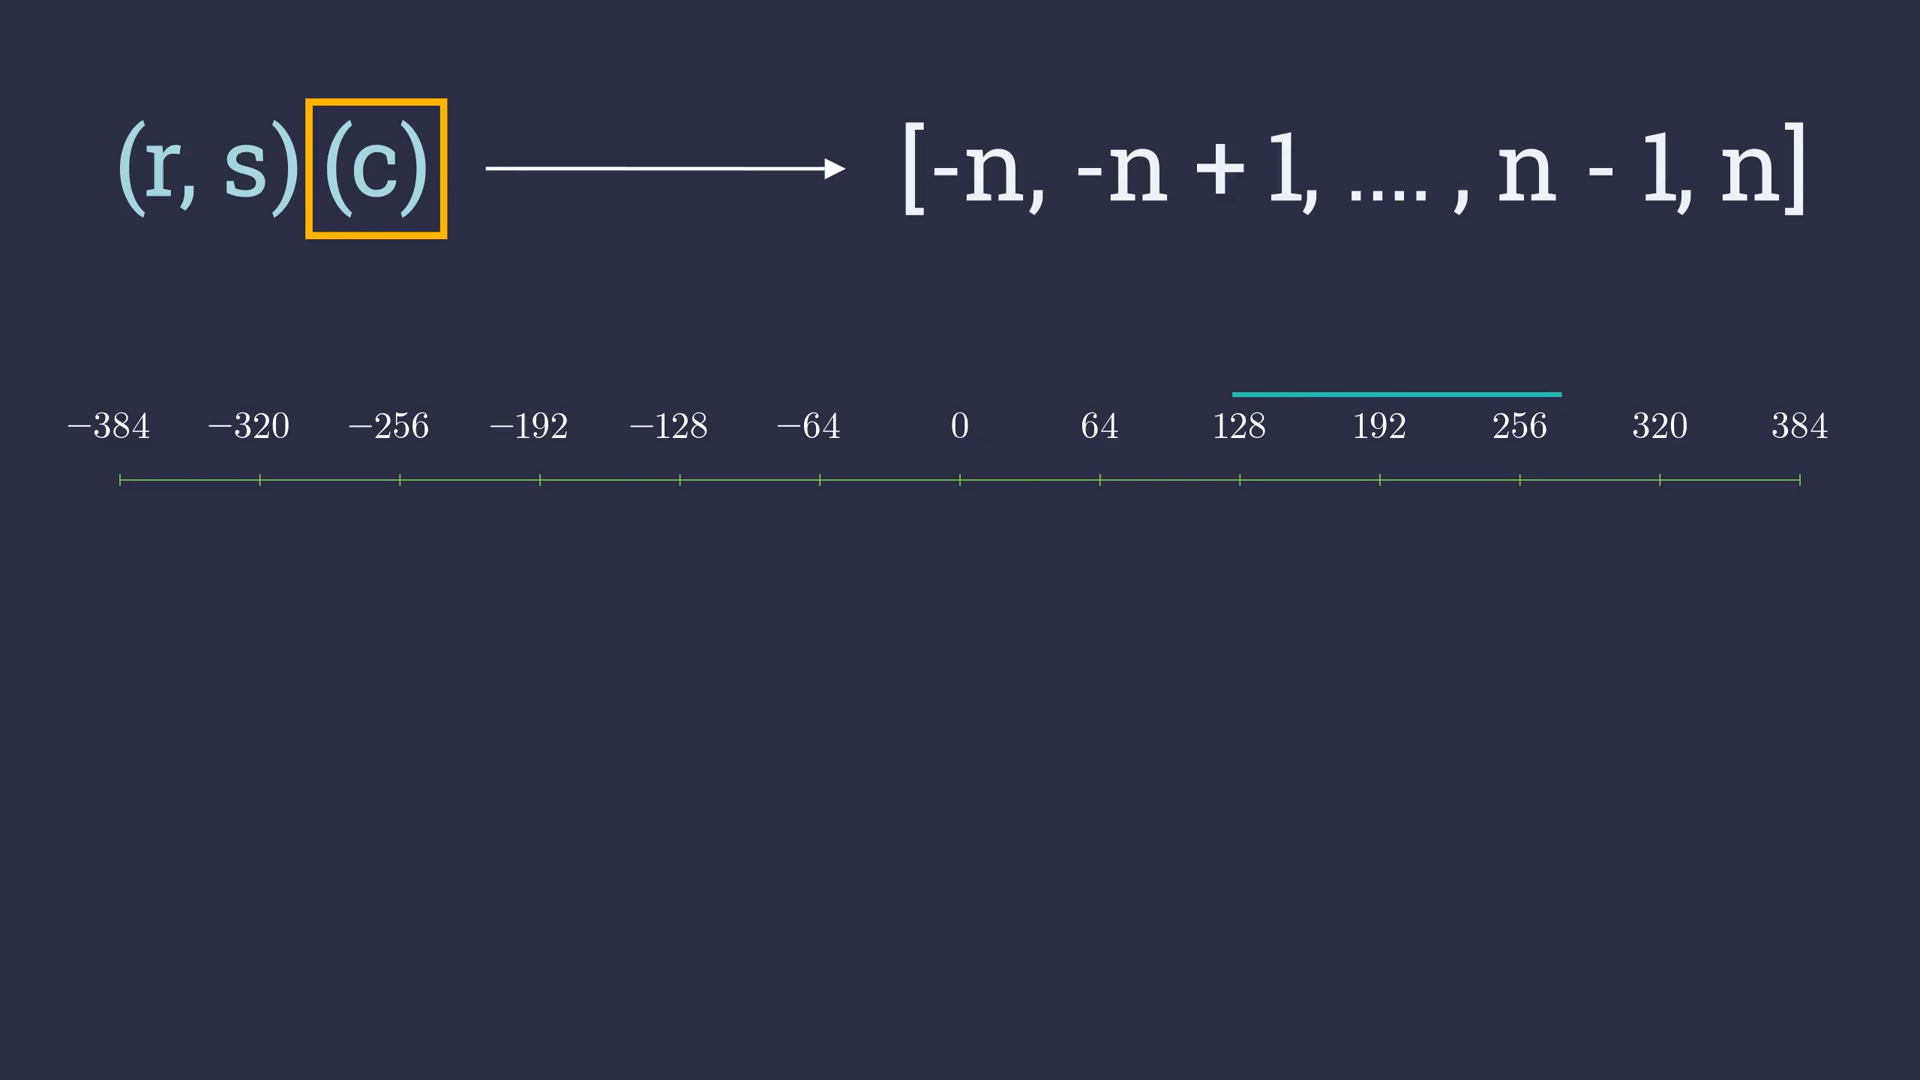 (r, s)(c) [-n, -n + 1, .... , n - 1, n]
−384 −320 −256 −192 −128 −64 0 64 128 192 256 320 384